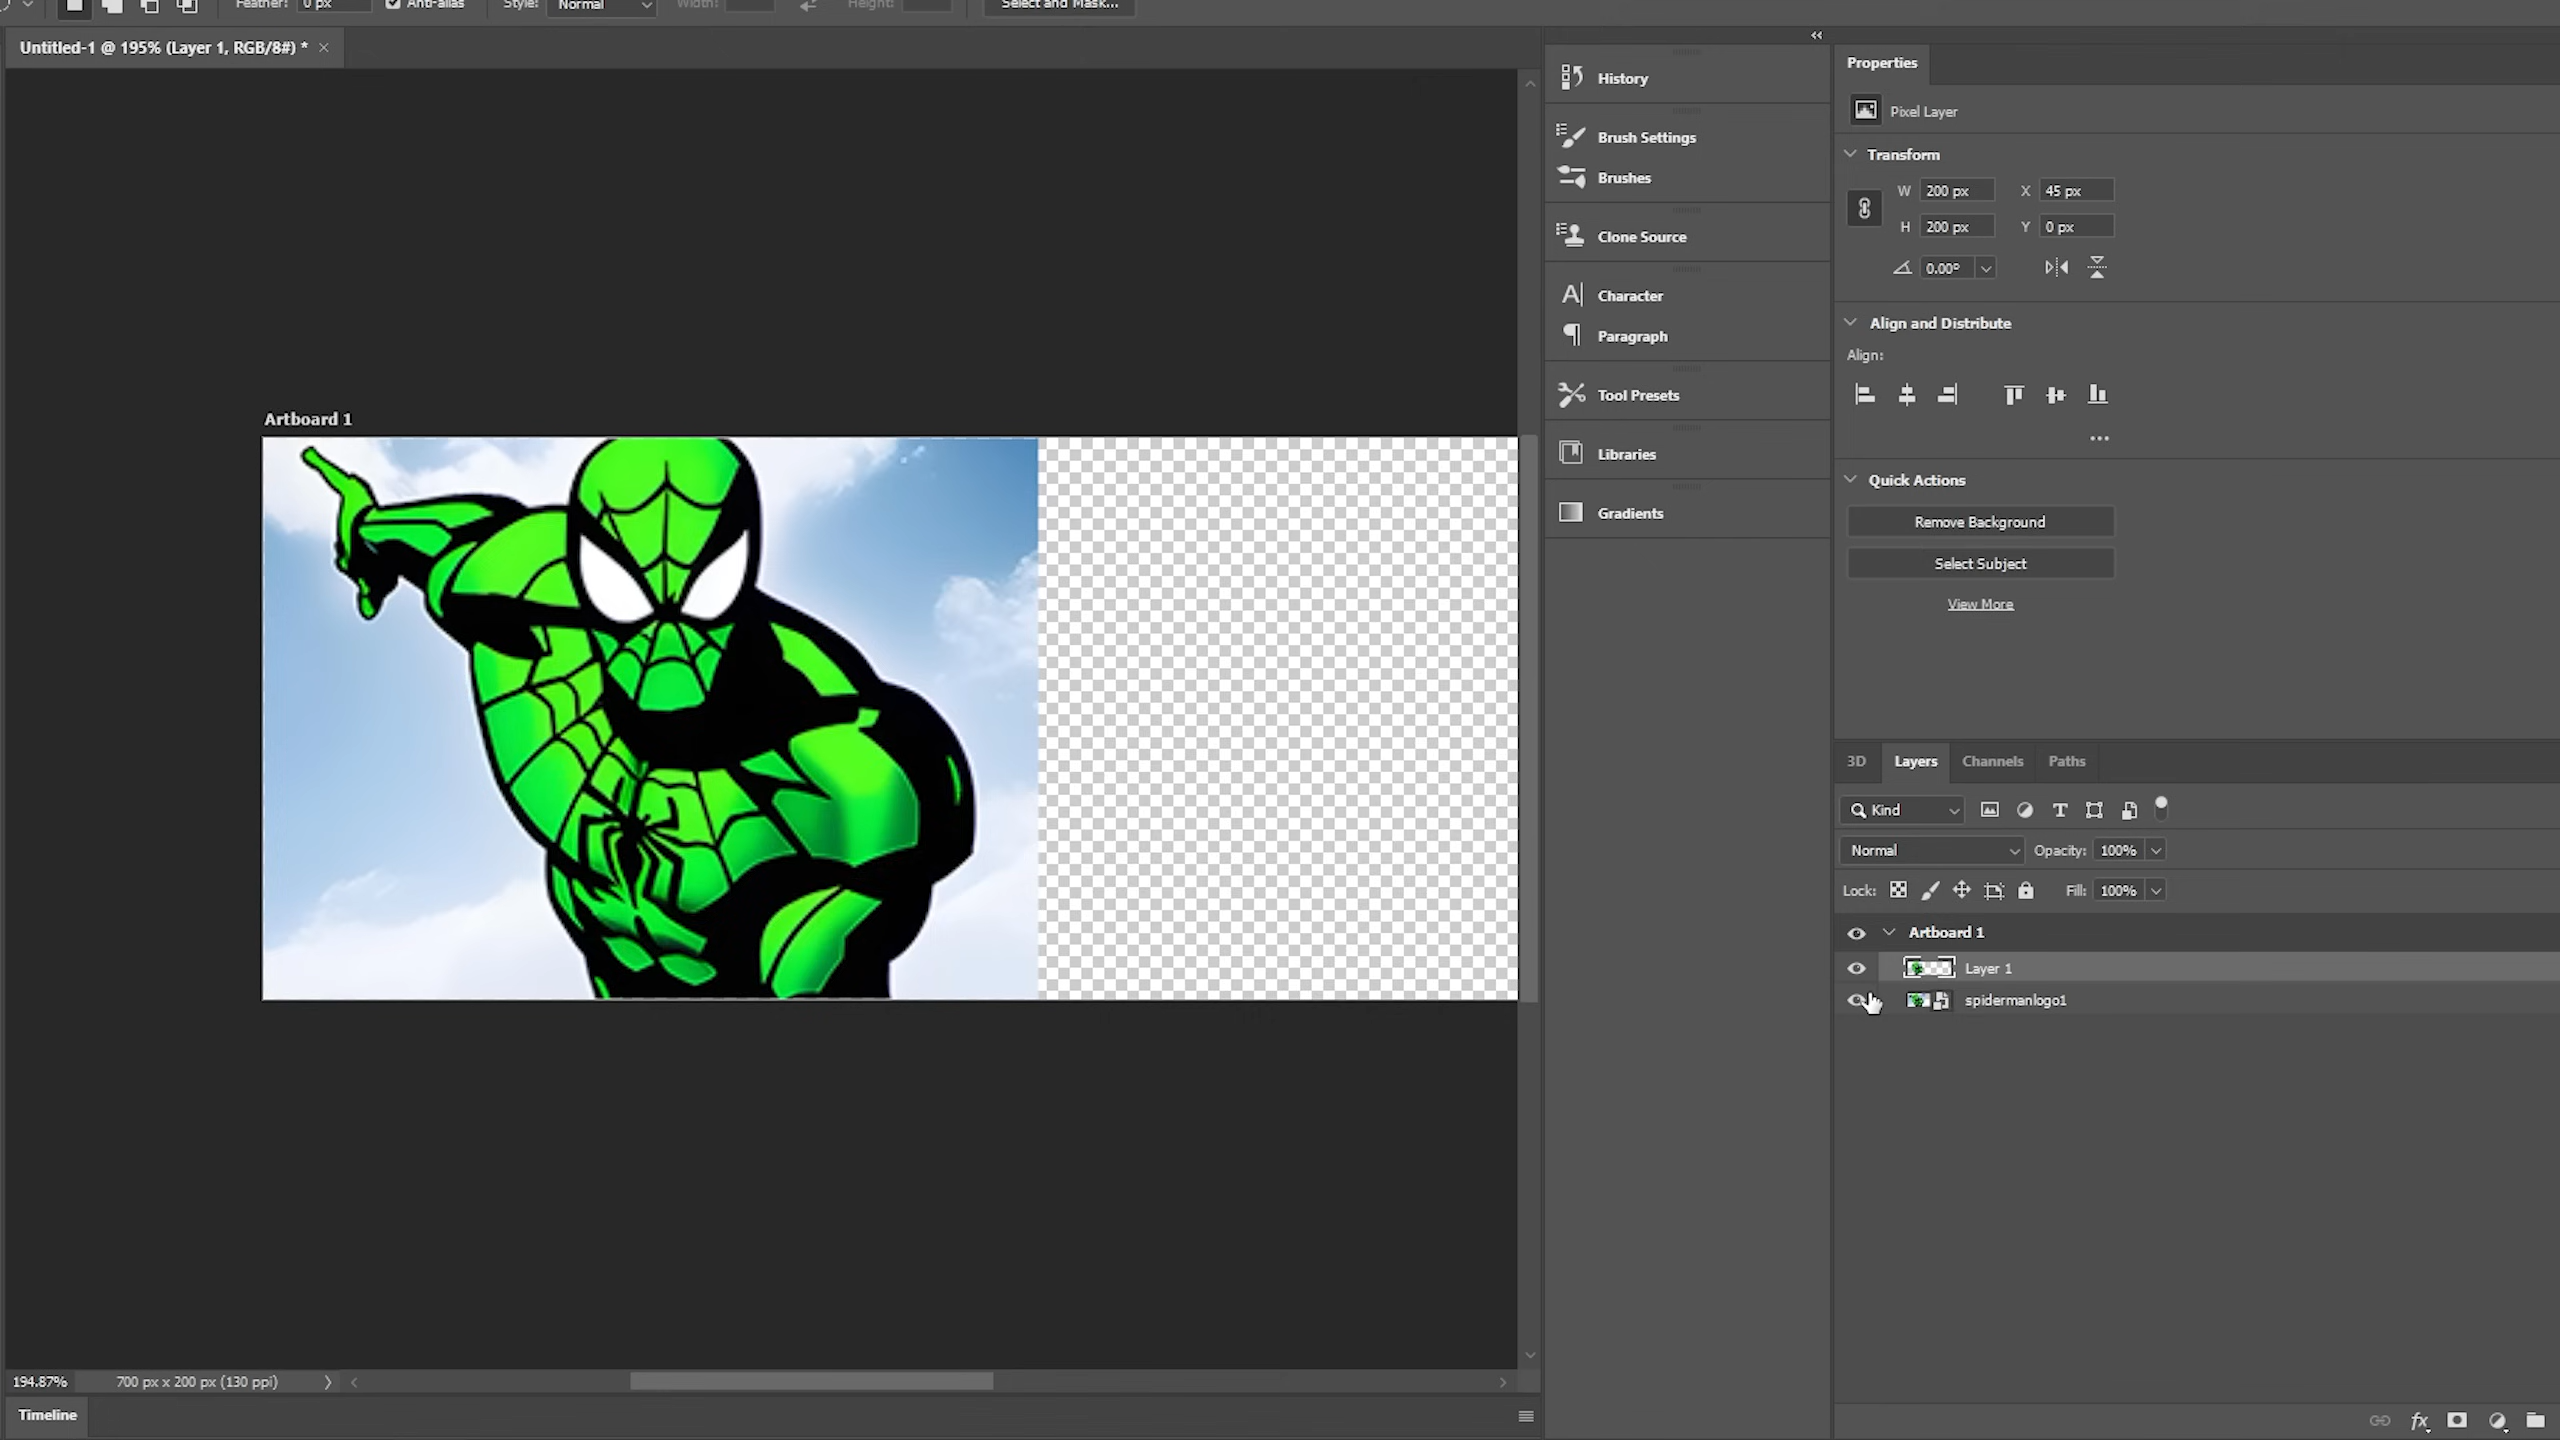 Feather: 0 px Anti-alias Style: Normal Width: Height: Select and Mask...
Untitled-1 @ 195% (Layer 1, RGB/8#) * ×
Artboard 1
194.87% 700 px x 200 px (130 ppi)
Timeline
History
Brush Settings
Brushes
Clone Source
Character
Paragraph
Tool Presets
Libraries
Gradients
Properties
Pixel Layer
Transform
W 200 px X 45 px
H 200 px Y 0 px
0.00°
Align and Distribute
Align:
Quick Actions
Remove Background
Select Subject
View More
3D Layers Channels Paths
Kind
Normal Opacity: 100%
Lock: Fill: 100%
Artboard 1
Layer 1
spidermanlogo1
fx